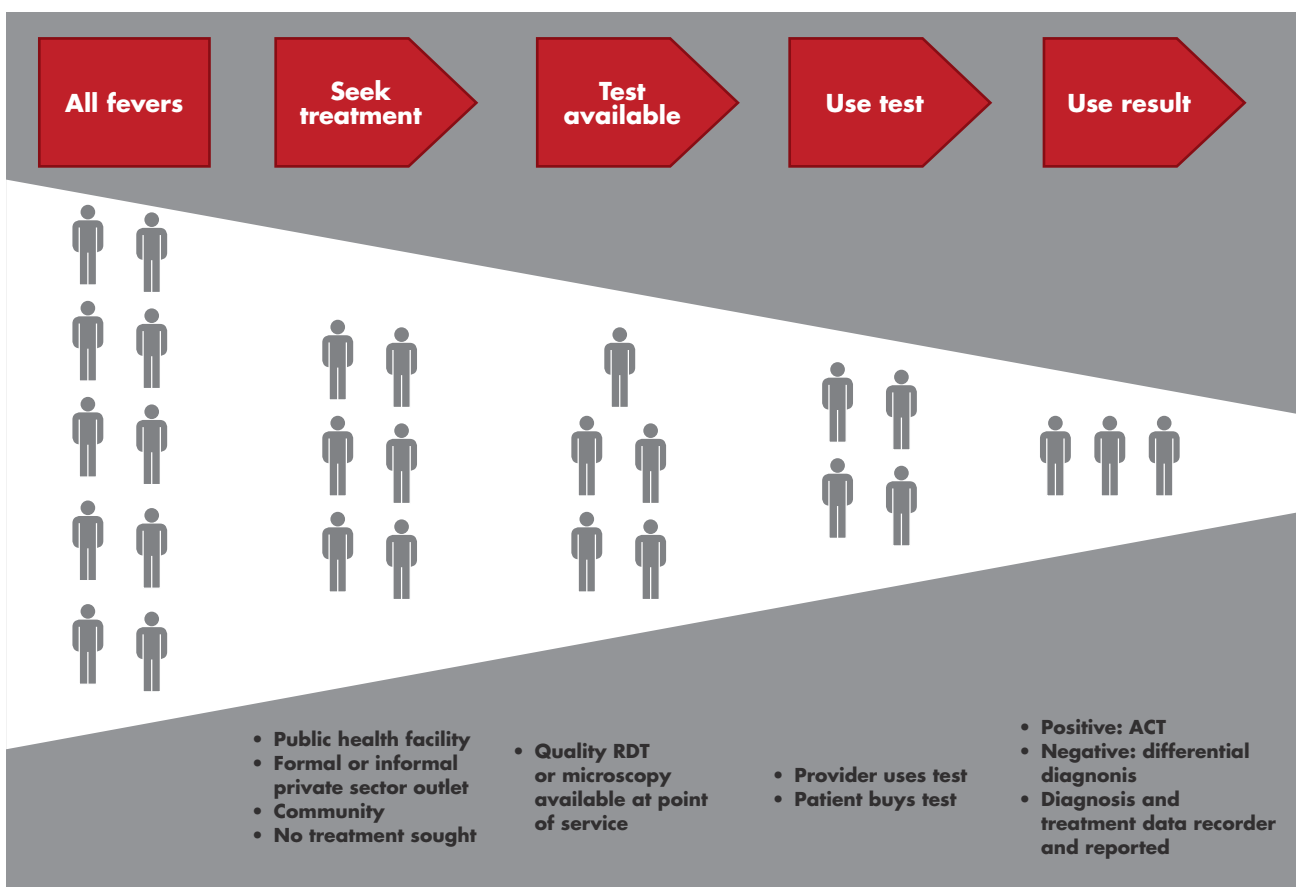 All fevers
Seek
treatment
Test
available
Use test
Use result
• Public health facility
• Formal or informal
private sector outlet
• Community
• No treatment sought
• Quality RDT
or microscopy
available at point
of service
• Provider uses test
• Patient buys test
• Positive: ACT
• Negative: differential
diagnonis
• Diagnosis and
treatment data recorder
and reported